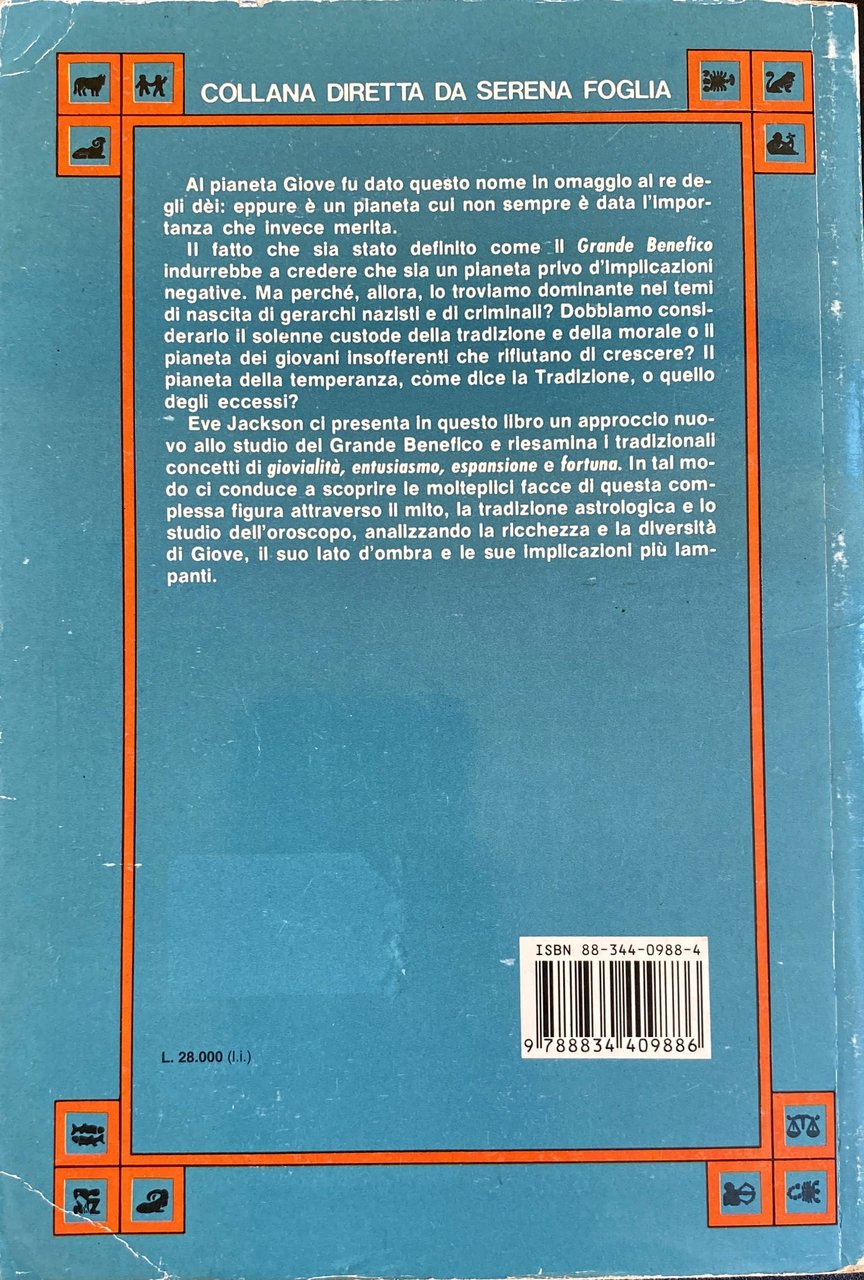 COLLANA DIRETTA DA SERENA FOGLIA
Al pianeta Giove fu dato questo nome in omaggio al re de-
gli dèi: eppure è un pianeta cui non sempre è data l'impor-
tanza che invece merita.
Il fatto che sia stato definito come il Grande Benefico
indurrebbe a credere che sia un pianeta privo d'implicazioni
negative. Ma perché, allora, lo troviamo dominante nei temi
di nascita di gerarchi nazisti e di criminali? Dobbiamo consi-
derarlo il solenne custode della tradizione e della morale o il
pianeta dei giovani insofferenti che rifiutano di crescere? Il
pianeta della temperanza, come dice la Tradizione, o quello
degli eccessi?
Eve Jackson ci presenta in questo libro un approccio nuo-
vo allo studio del Grande Benefico e riesamina i tradizionali
concetti di giovialità, entusiasmo, espansione e fortuna. In tal mo-
do ci conduce a scoprire le molteplici facce di questa com-
plessa figura attraverso il mito, la tradizione astrologica e lo
studio dell'oroscopo, analizzando la ricchezza e la diversità
di Giove, il suo lato d'ombra e le sue implicazioni più lam-
panti.
ISBN 88-344-0988-4
9 788834 409886
L. 28.000 (i.i.)